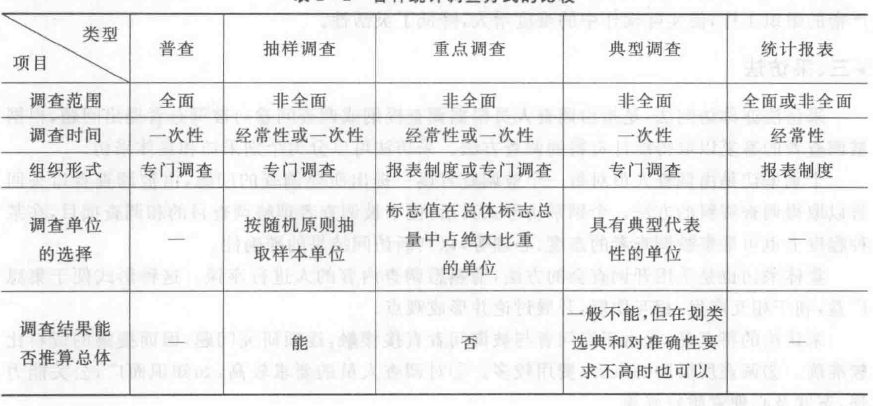 类型
项目
普查
抽样调查
重点调查
典型调查
统计报表
调查范围 全面 非全面 非全面 非全面 全面或非全面
调查时间 一次性 经常性或一次性 经常性或一次性 一次性 经常性
组织形式 专门调查 专门调查 报表制度或专门调查 专门调查 报表制度
调查单位
的选择
—
按随机原则抽
取样本单位
标志值在总体标志总
量中占绝大比重
的单位
具有典型代表
性的单位
—
调查结果能
否推算总体
—
能
否
一般不能,但在划类
选典和对准确性要
求不高时也可以
—